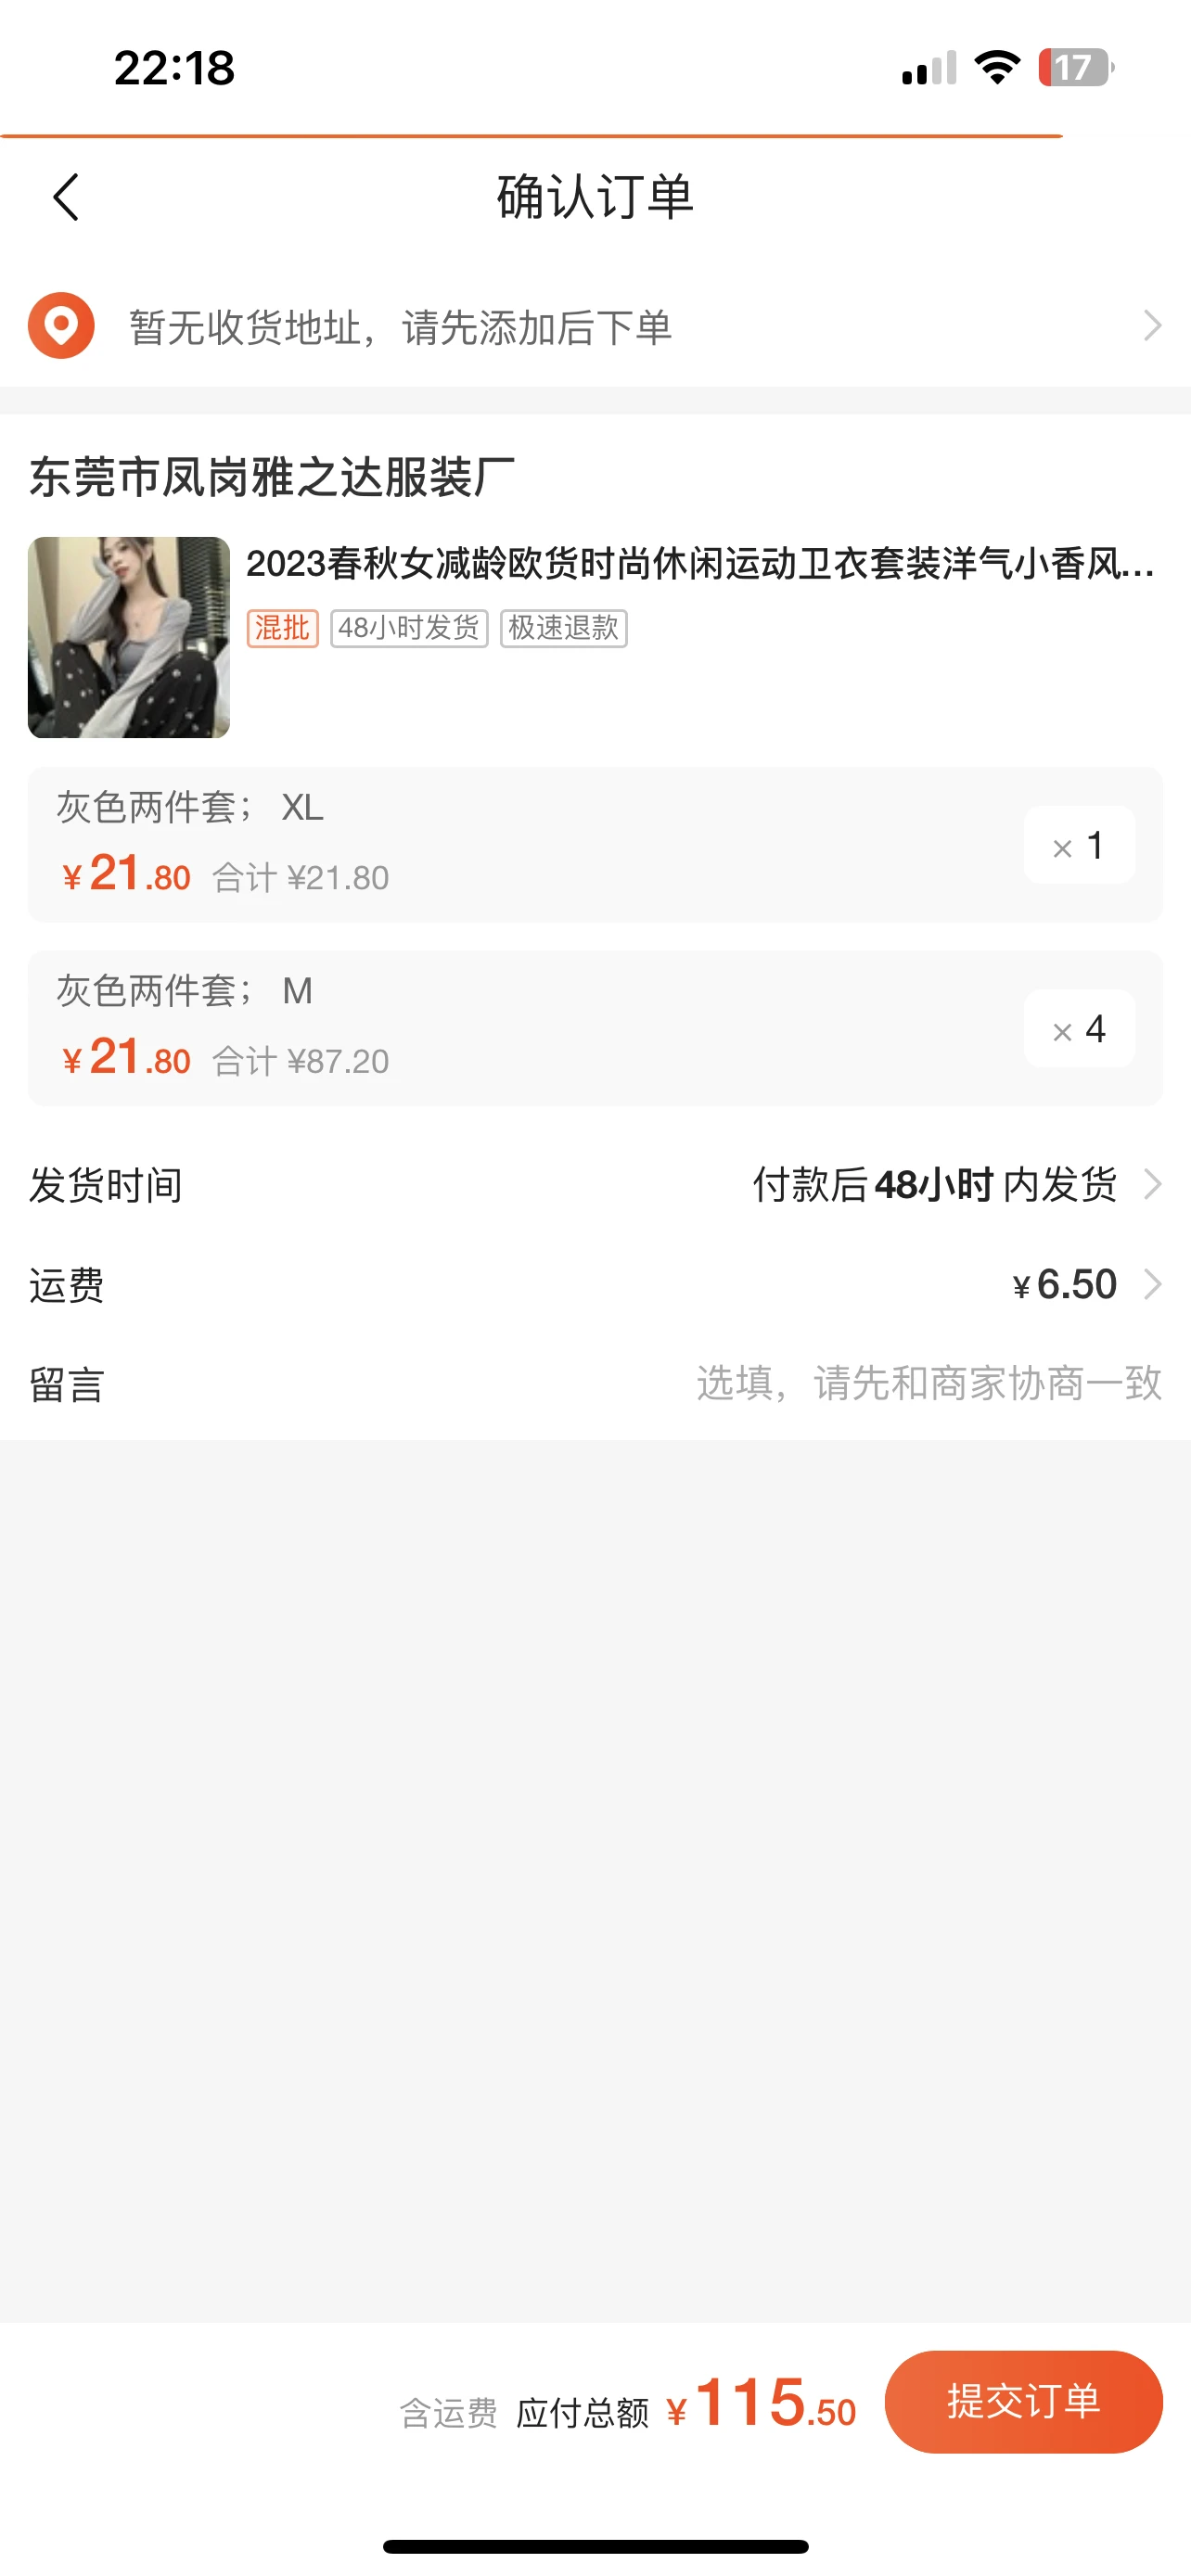 22:18
17
确认订单
暂无收货地址，请先添加后下单
东莞市凤岗雅之达服装厂
2023春秋女减龄欧货时尚休闲运动卫衣套装洋气小香风...
混批 48小时发货 极速退款
灰色两件套； XL
¥21.80 合计 ¥21.80
× 1
灰色两件套； M
¥21.80 合计 ¥87.20
× 4
发货时间 付款后48小时内发货
运费 ¥6.50
留言 选填，请先和商家协商一致
含运费 应付总额 ¥115.50 提交订单